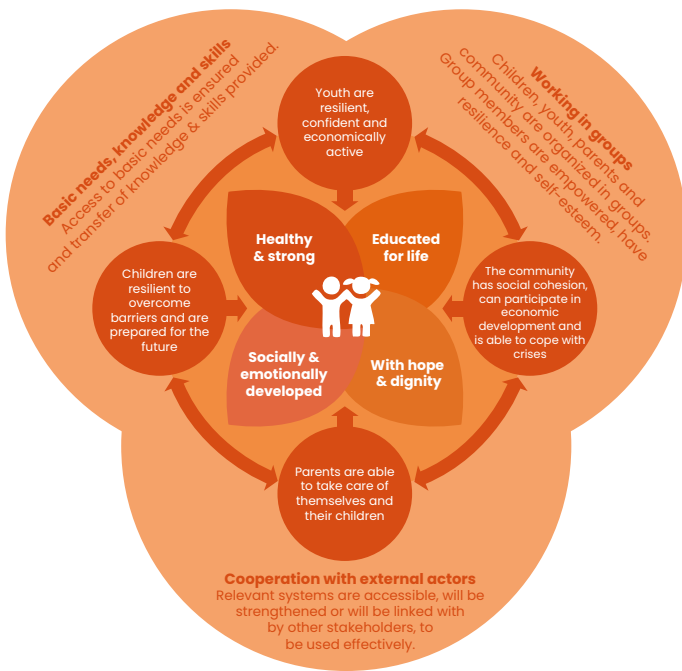 Basic needs, knowledge and skills
Access to basic needs is ensured
and transfer of knowledge & skills provided.
Working in groups
Children, youth, parents and
community are organized in groups.
Group members are empowered, have
resilience and self-esteem.
Youth are
resilient,
confident and
economically
active
Healthy
& strong
Educated
for life
Children are
resilient to
overcome
barriers and are
prepared for the
future
The community
has social cohesion,
can participate in
economic
development and
is able to cope with
crises
Socially &
emotionally
developed
With hope
& dignity
Parents are able
to take care of
themselves and
their children
Cooperation with external actors
Relevant systems are accessible, will be
strengthened or will be linked with
by other stakeholders, to
be used effectively.